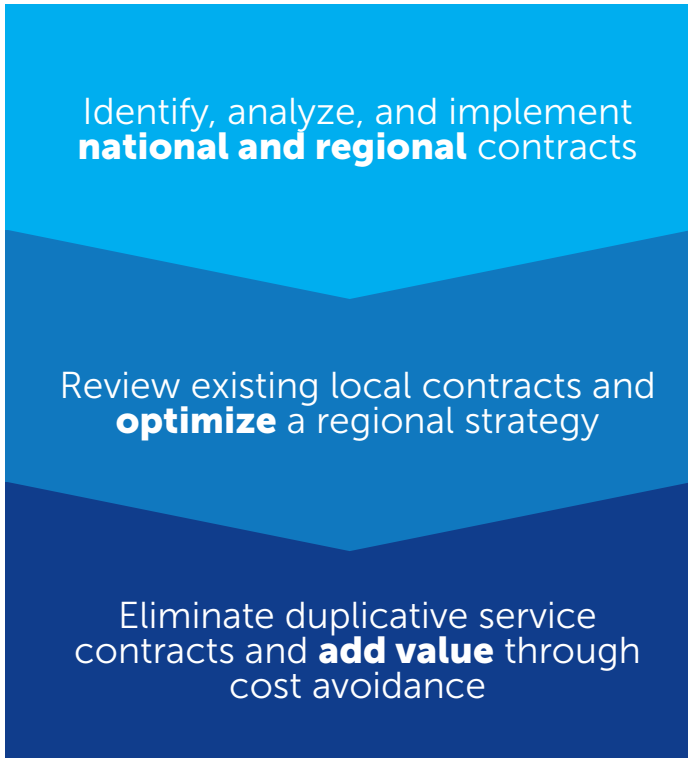 Identify, analyze, and implement
national and regional contracts
Review existing local contracts and
optimize a regional strategy
Eliminate duplicative service
contracts and add value through
cost avoidance